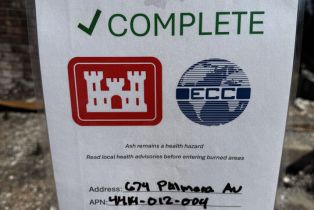 ✓ COMPLETE
ECC
Ash remains a health hazard
Read local health advisories before entering burned areas
Address: 674 Palmera Av
APN: 4414-012-004